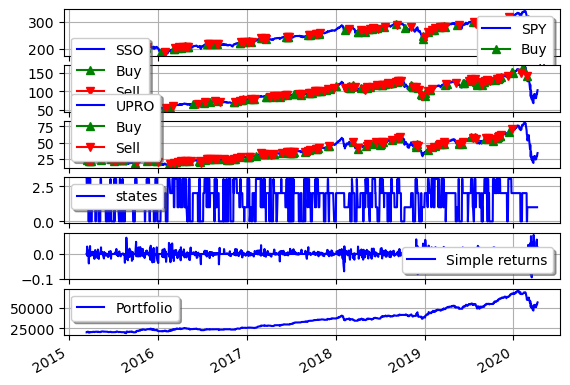 300
200
SPY
Buy
SSO
Buy
Sell
150
100
50
UPRO
Buy
Sell
75
50
25
2.5
0.0
states
0.0
-0.1
Simple returns
50000
25000
Portfolio
2015
2016
2017
2018
2019
2020